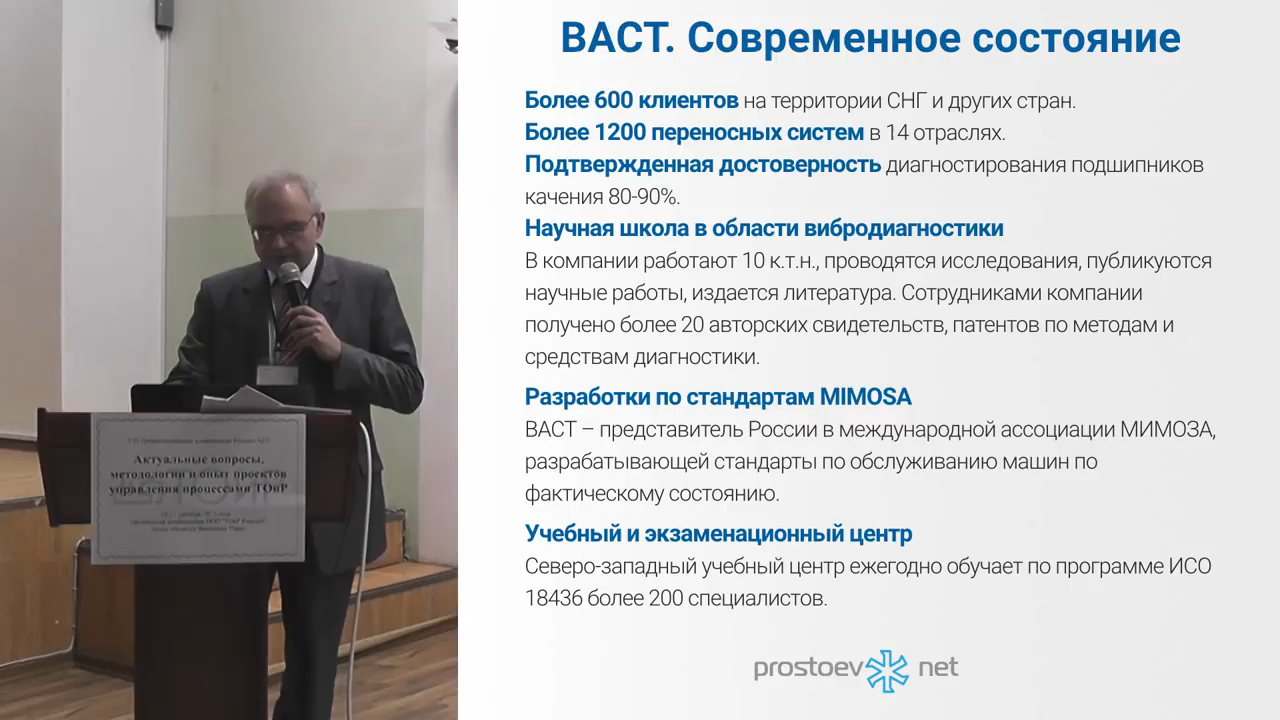 ВАСТ. Современное состояние
Более 600 клиентов на территории СНГ и других стран.
Более 1200 переносных систем в 14 отраслях.
Подтвержденная достоверность диагностирования подшипников
качения 80-90%.
Научная школа в области вибродиагностики
В компании работают 10 к.т.н., проводятся исследования, публикуются
научные работы, издается литература. Сотрудниками компании
получено более 20 авторских свидетельств, патентов по методам и
средствам диагностики.
Разработки по стандартам MIMOSA
ВАСТ – представитель России в международной ассоциации МИМОЗА,
разрабатывающей стандарты по обслуживанию машин по
фактическому состоянию.
Учебный и экзаменационный центр
Северо-западный учебный центр ежегодно обучает по программе ИСО
18436 более 200 специалистов.
prostoev net
Актуальные вопросы,
методологии и опыт проектов
управления процессами ТОиР